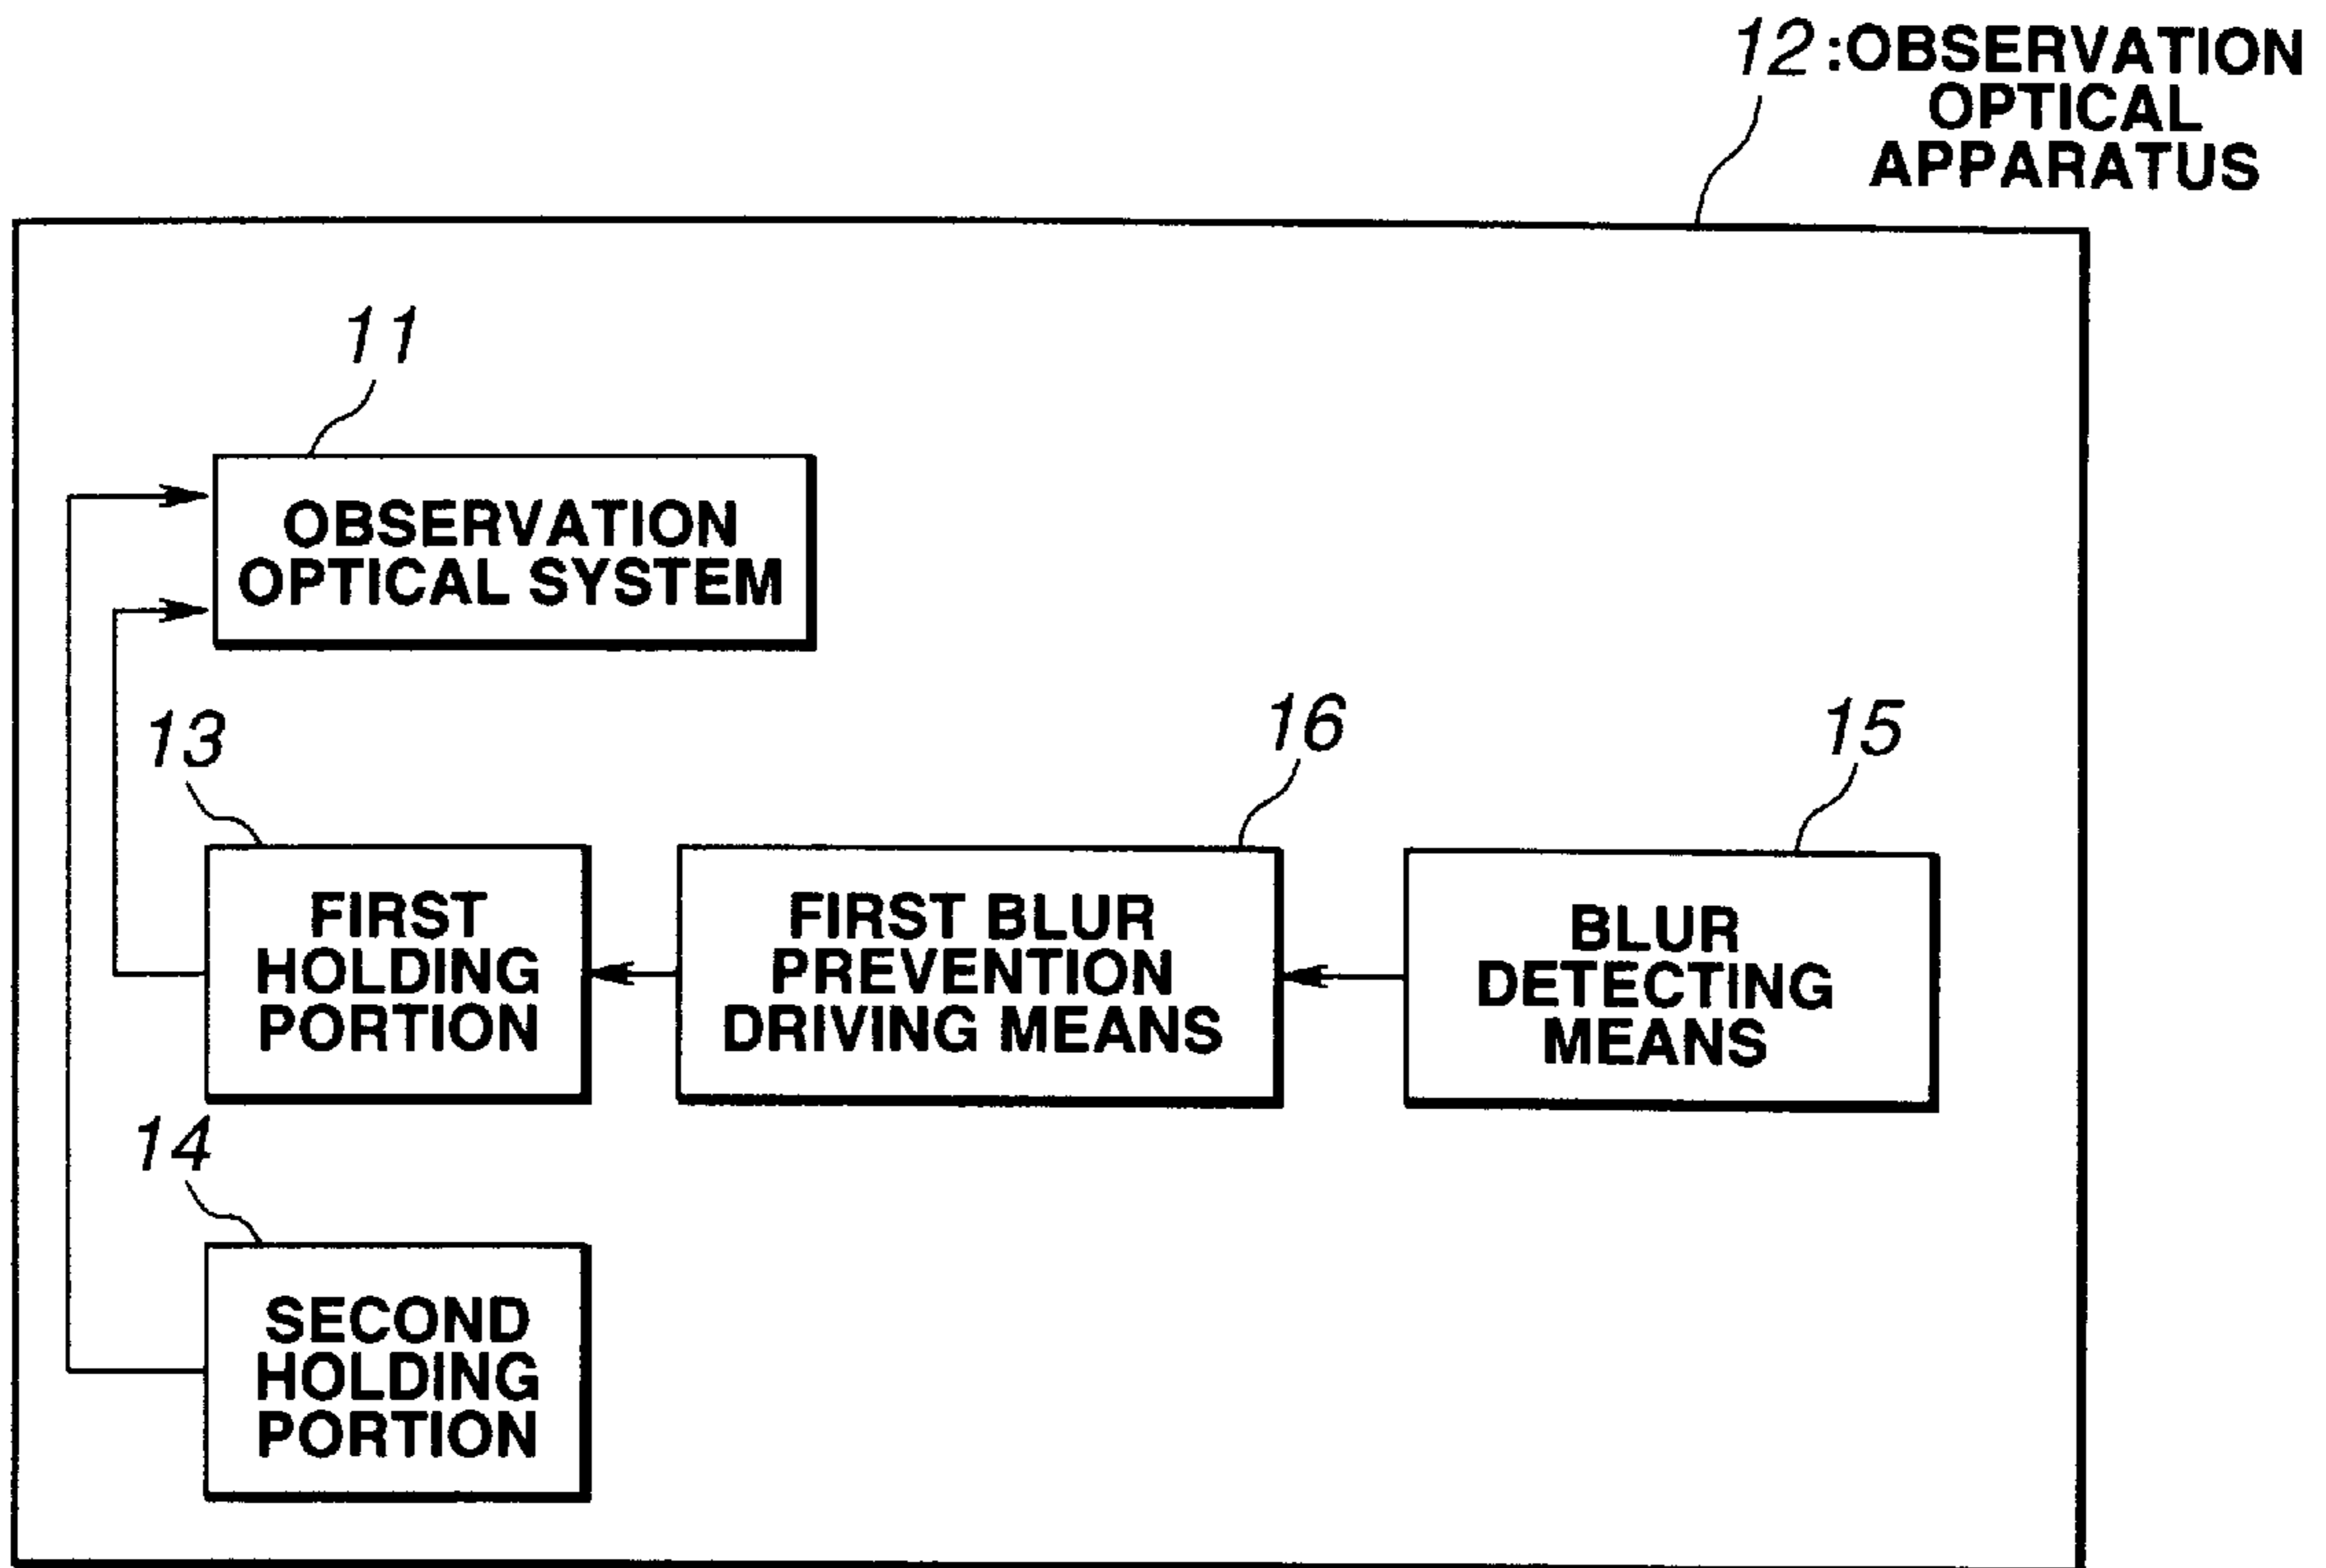 12:OBSERVATION
OPTICAL
APPARATUS
11
OBSERVATION
OPTICAL SYSTEM
13
FIRST
HOLDING
PORTION
16
FIRST BLUR
PREVENTION
DRIVING MEANS
15
BLUR
DETECTING
MEANS
14
SECOND
HOLDING
PORTION